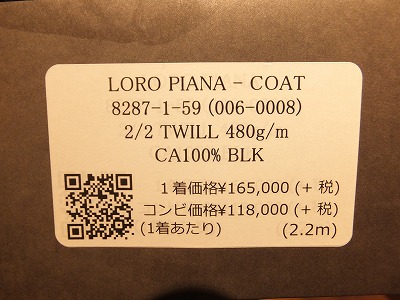 LORO PIANA - COAT
8287-1-59 (006-0008)
2/2 TWILL 480g/m
CA100% BLK
1着価格¥165,000 (+ 税)
コンビ価格¥118,000 (+ 税)
(1着あたり) (2.2m)